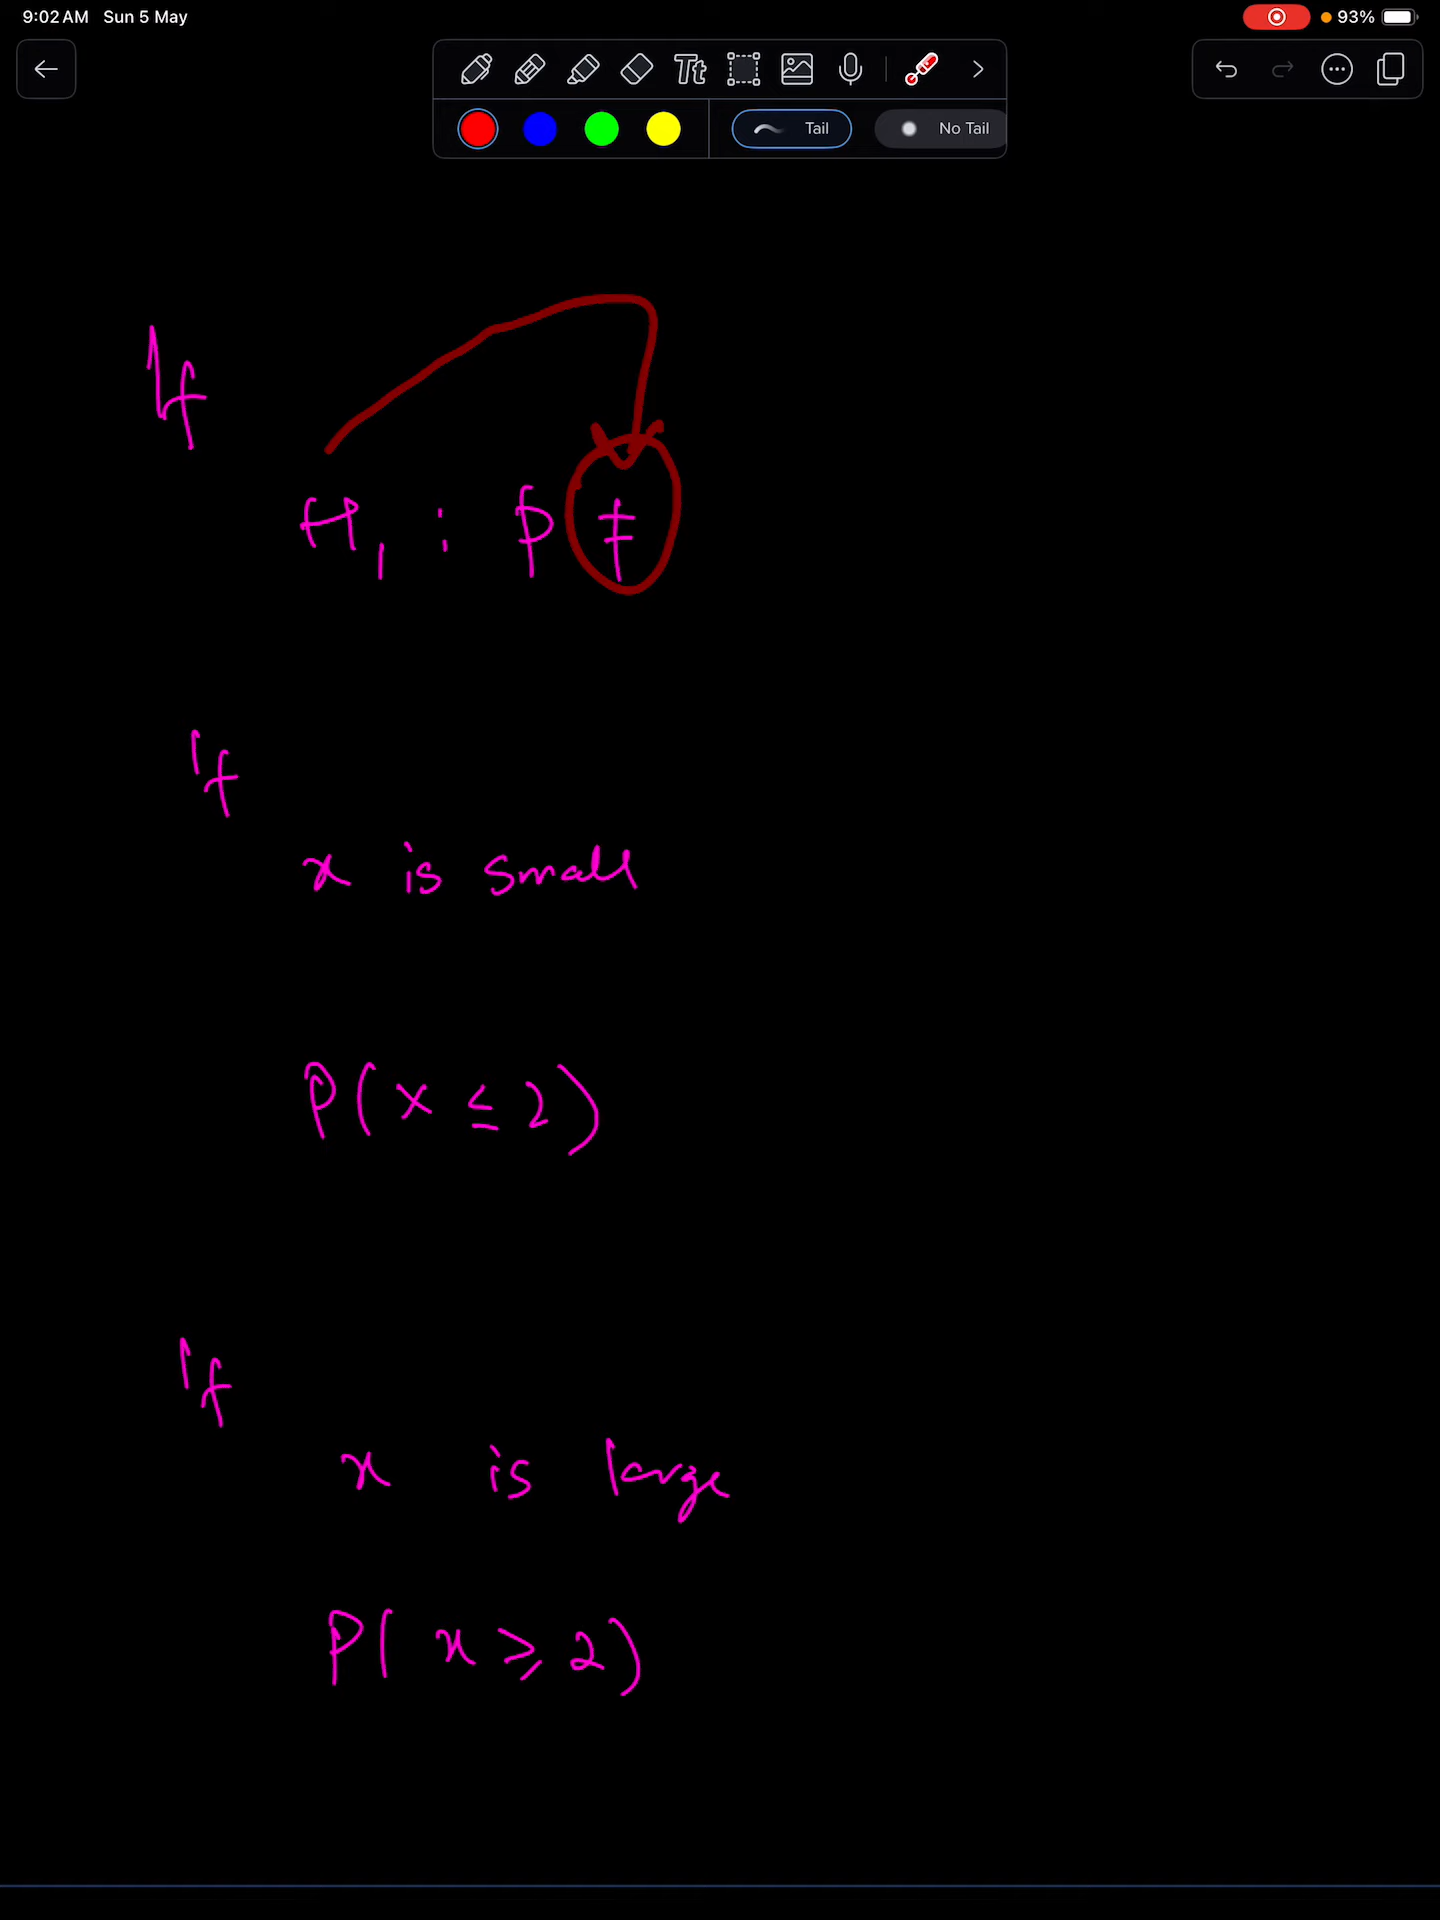 9:02 AM Sun 5 May
93%
Tt
Tail
No Tail
If
H₁ : p ≠
If
x is small
P(x ≤ 2)
If
x is large
P(x ≥ 2)